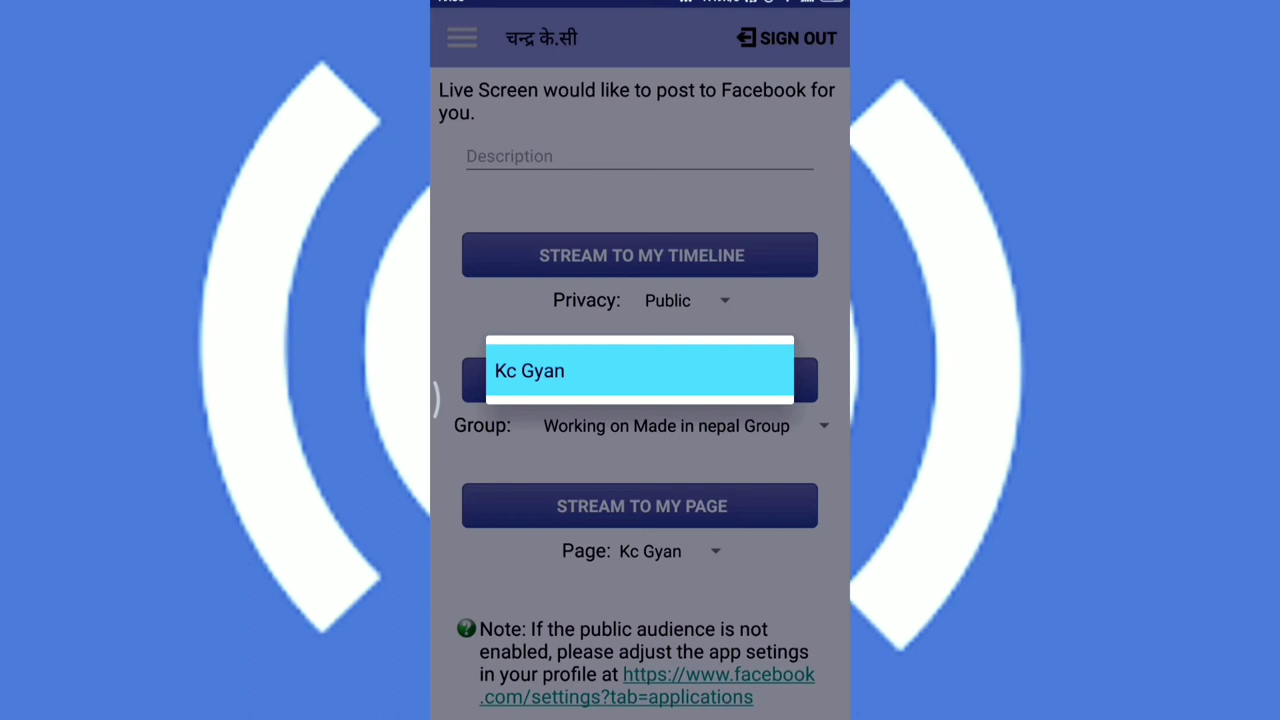 चन्द्र के.सी
SIGN OUT
Live Screen would like to post to Facebook for
you.
Description
STREAM TO MY TIMELINE
Privacy: Public
Kc Gyan
Group: Working on Made in nepal Group
STREAM TO MY PAGE
Page: Kc Gyan
Note: If the public audience is not
enabled, please adjust the app setings
in your profile at https://www.facebook
.com/settings?tab=applications